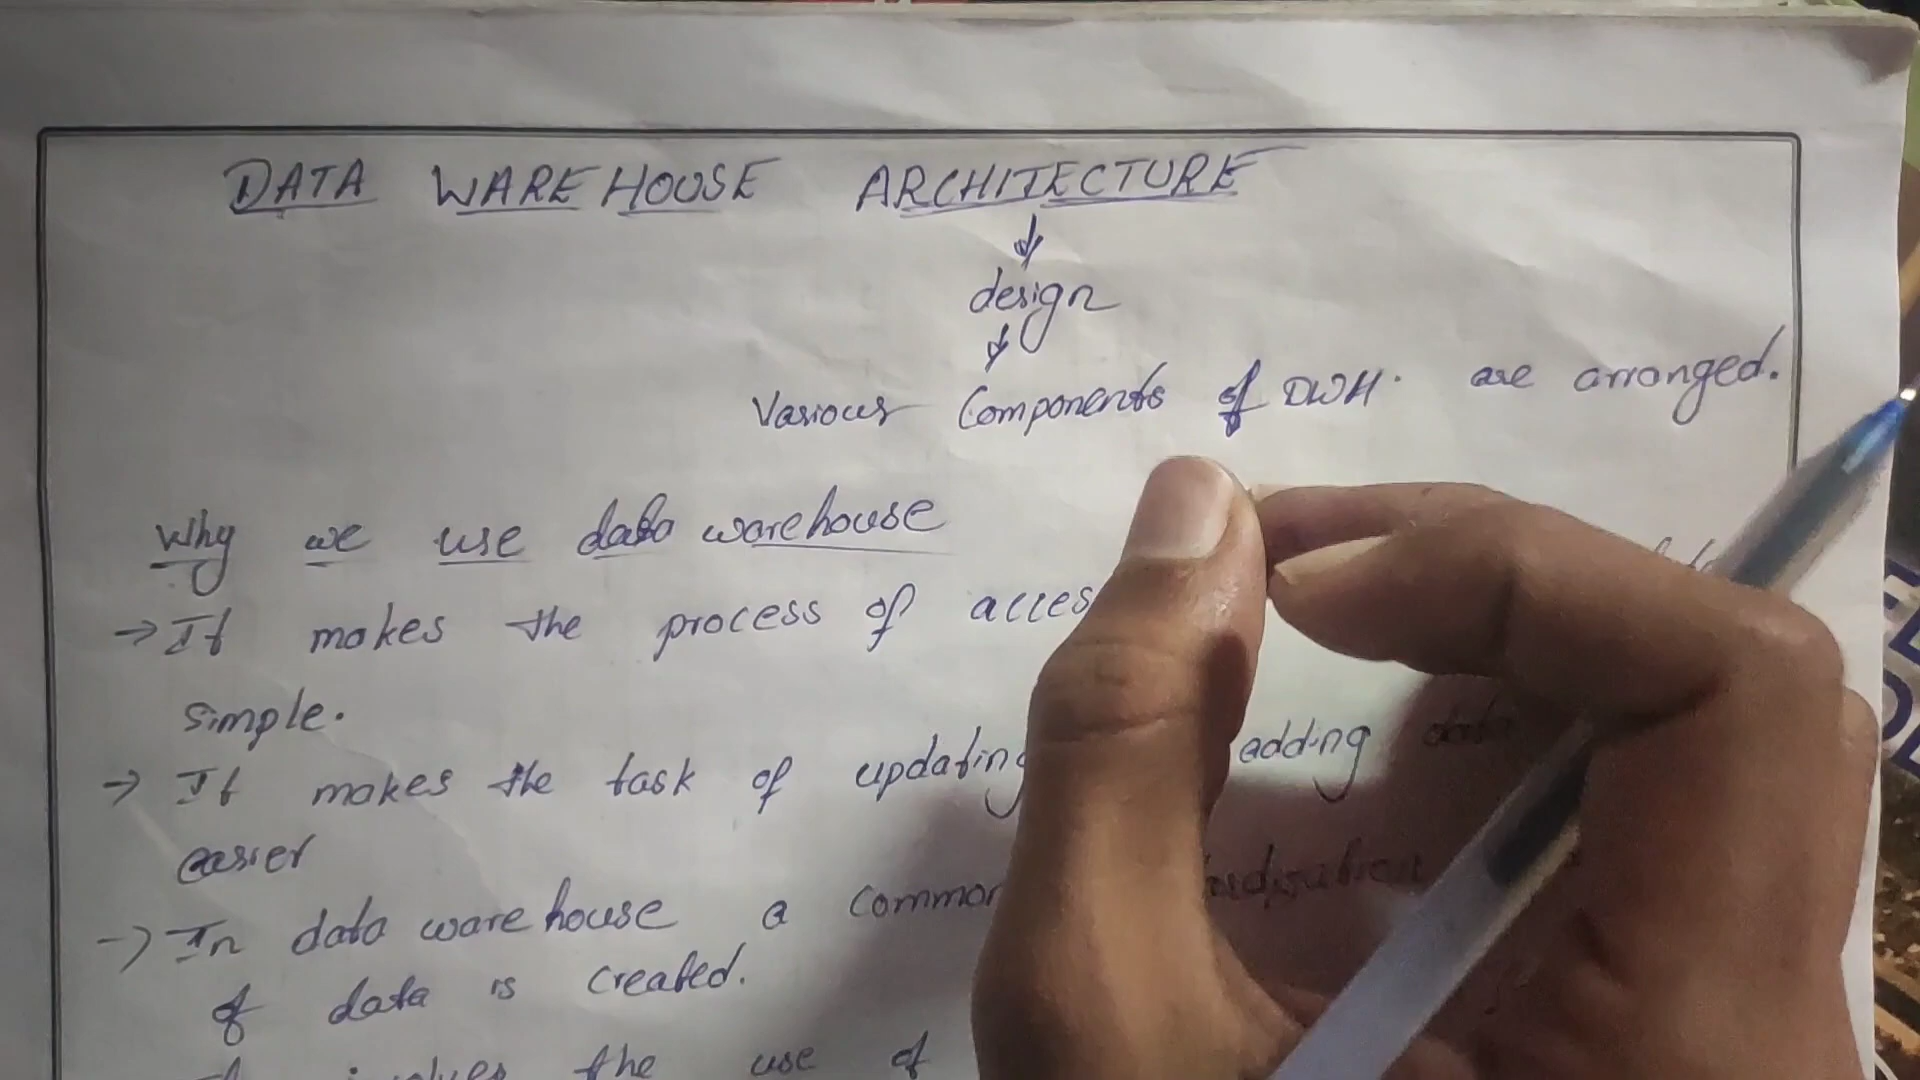 DATA WAREHOUSE ARCHITECTURE
design
Various Components of DWH. are arranged.
Why we use data warehouse
→ It makes the process of acces
simple.
→ It makes the task of updating adding data
easier
→ In data warehouse a common
of data is created.
the use of